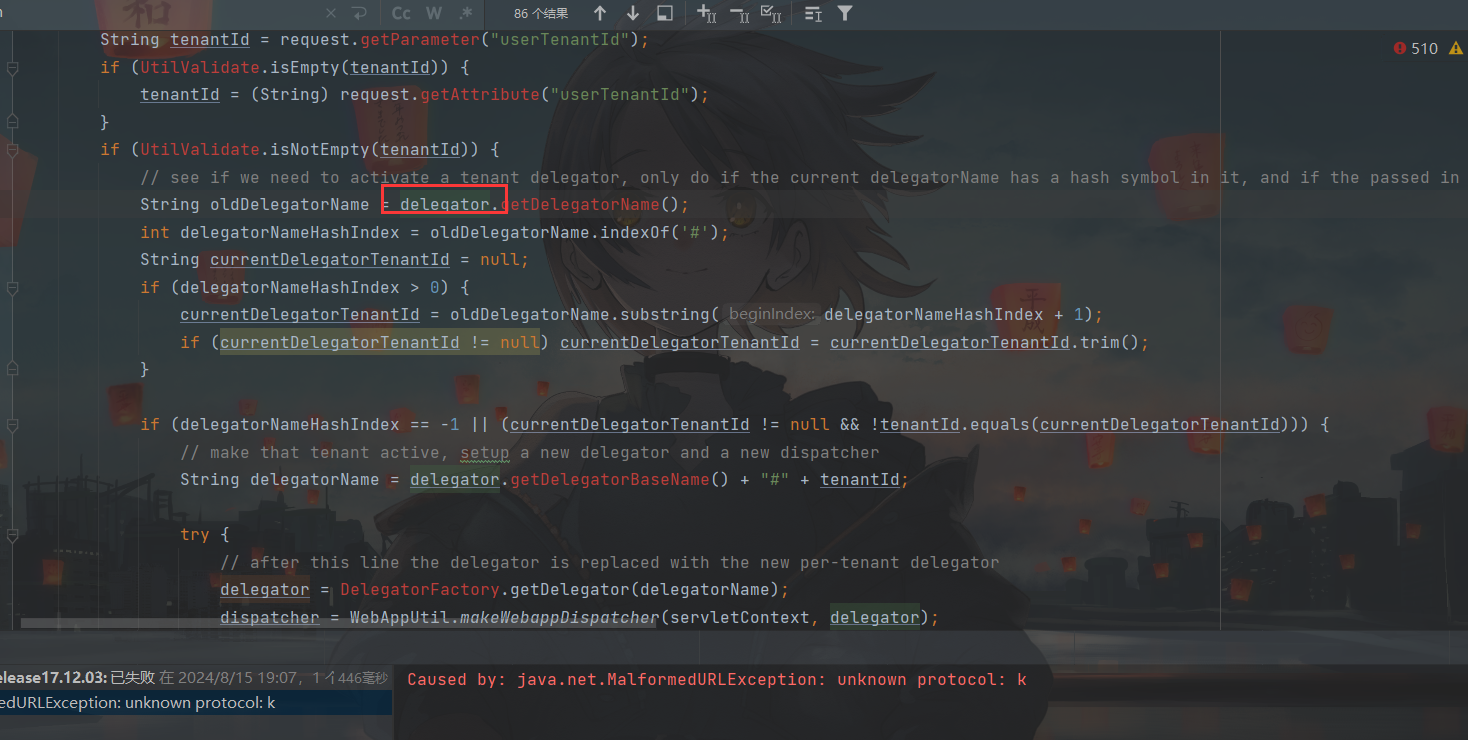 Cc W .* 86 个结果
String tenantId = request.getParameter("userTenantId");
510
if (UtilValidate.isEmpty(tenantId)) {
tenantId = (String) request.getAttribute("userTenantId");
}
if (UtilValidate.isNotEmpty(tenantId)) {
// see if we need to activate a tenant delegator, only do if the current delegatorName has a hash symbol in it, and if the passed in
String oldDelegatorName = delegator.getDelegatorName();
int delegatorNameHashIndex = oldDelegatorName.indexOf('#');
String currentDelegatorTenantId = null;
if (delegatorNameHashIndex > 0) {
currentDelegatorTenantId = oldDelegatorName.substring( beginIndex: delegatorNameHashIndex + 1);
if (currentDelegatorTenantId != null) currentDelegatorTenantId = currentDelegatorTenantId.trim();
}
if (delegatorNameHashIndex == -1 || (currentDelegatorTenantId != null && !tenantId.equals(currentDelegatorTenantId))) {
// make that tenant active, setup a new delegator and a new dispatcher
String delegatorName = delegator.getDelegatorBaseName() + "#" + tenantId;
try {
// after this line the delegator is replaced with the new per-tenant delegator
delegator = DelegatorFactory.getDelegator(delegatorName);
dispatcher = WebAppUtil.makeWebappDispatcher(servletContext, delegator);
elease17.12.03: 已失败 在 2024/8/15 19:07, 1 个 446毫秒
edURLException: unknown protocol: k
Caused by: java.net.MalformedURLException: unknown protocol: k